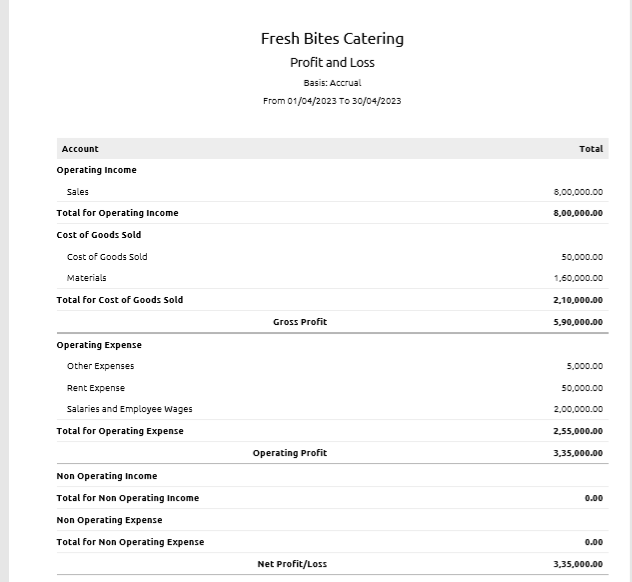 Fresh Bites Catering
Profit and Loss
Basis: Accrual
From 01/04/2023 To 30/04/2023
Account Total
Operating Income
Sales 8,00,000.00
Total for Operating Income 8,00,000.00
Cost of Goods Sold
Cost of Goods Sold 50,000.00
Materials 1,60,000.00
Total for Cost of Goods Sold 2,10,000.00
Gross Profit 5,90,000.00
Operating Expense
Other Expenses 5,000.00
Rent Expense 50,000.00
Salaries and Employee Wages 2,00,000.00
Total for Operating Expense 2,55,000.00
Operating Profit 3,35,000.00
Non Operating Income
Total for Non Operating Income 0.00
Non Operating Expense
Total for Non Operating Expense 0.00
Net Profit/Loss 3,35,000.00